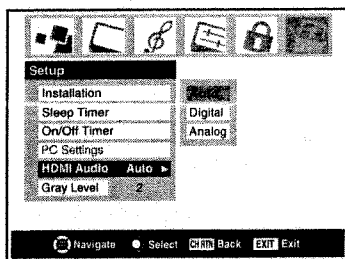 Setup
Installation
Sleep Timer
On/Off Timer
PC Settings
HDMI Audio Auto
Gray Level 2
Auto
Digital
Analog
Navigate Select CH RTN Back EXIT Exit